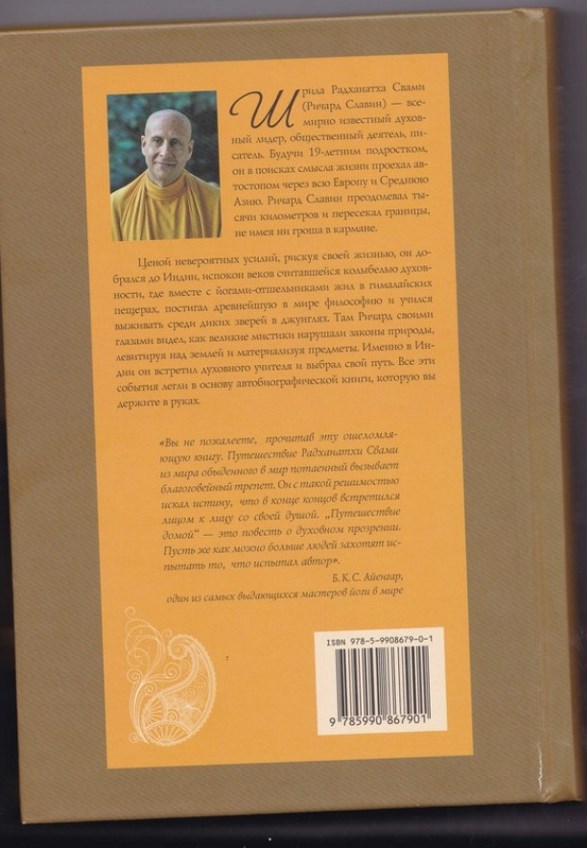 Шрила Радханатха Свами
(Ричард Славин) — все-
мирно известный духов-
ный лидер, общественный деятель, пи-
сатель. Будучи 19-летним подростком,
он в поисках смысла жизни проехал ав-
тостопом через всю Европу и Среднюю
Азию. Ричард Славин преодолевал ты-
сячи километров и пересекал границы,
не имея ни гроша в кармане.
Ценой невероятных усилий, рискуя своей жизнью, он до-
брался до Индии, испокон веков считавшейся колыбелью духов-
ности, где вместе с йогами-отшельниками жил в гималайских
пещерах, постигал древнейшую в мире философию и учился
выживать среди диких зверей в джунглях. Там Ричард своими
глазами видел, как великие мистики нарушали законы природы,
левитируя над землей и материализуя предметы. Именно в Ин-
дии он встретил духовного учителя и выбрал свой путь. Все эти
события легли в основу автобиографической книги, которую вы
держите в руках.
«Вы не пожалеете, прочитав эту ошеломля-
ющую книгу. Путешествие Радханатхи Свами
из мира обыденного в мир потаенный вызывает
благоговейный трепет. Он с такой решимостью
искал истину, что в конце концов встретился
лицом к лицу со своей душой. „Путешествие
домой“ — это повесть о духовном прозрении.
Пусть же как можно больше людей захотят ис-
пытать то, что испытал автор».
Б. К. С. Айенгар,
один из самых выдающихся мастеров йоги в мире
ISBN 978-5-9908679-0-1
9 785990 867901